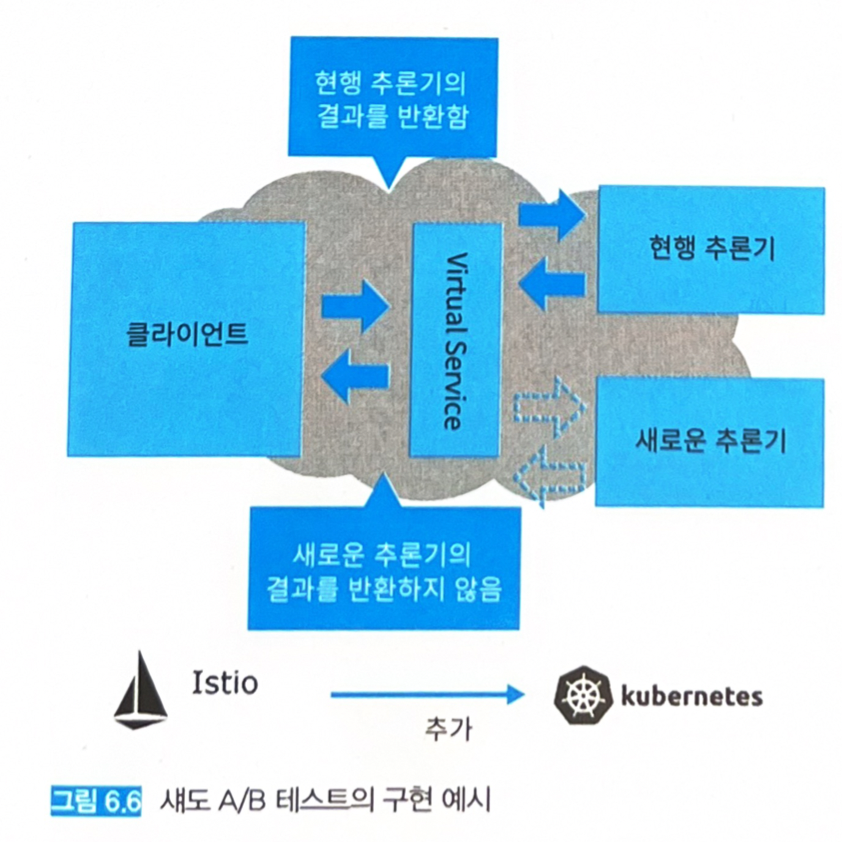 현행 추론기의
결과를 반환함
클라이언트
Virtual Service
현행 추론기
새로운 추론기
새로운 추론기의
결과를 반환하지 않음
Istio
추가
kubernetes
그림 6.6 섀도 A/B 테스트의 구현 예시